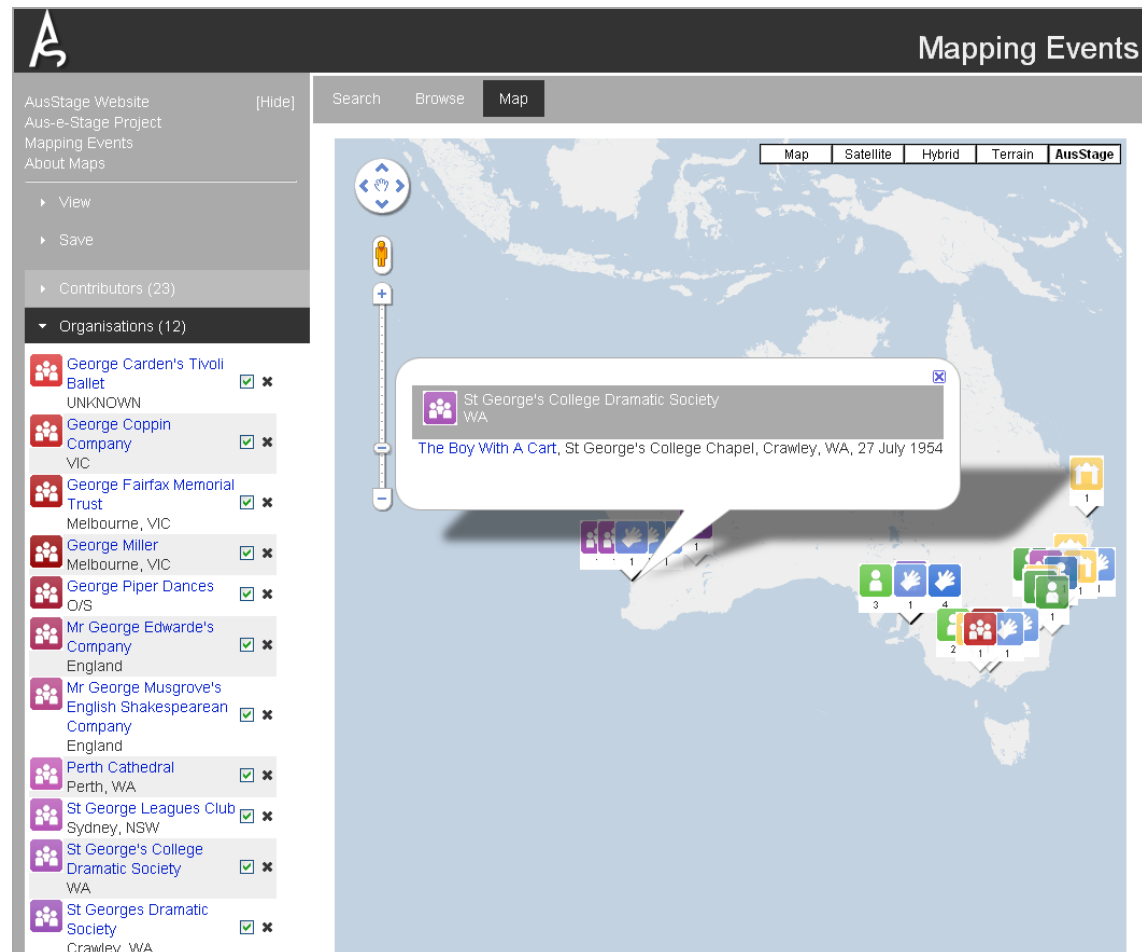 Mapping Events
AusStage Website [Hide]
Aus-e-Stage Project
Mapping Events
About Maps
View
Save
Contributors (23)
Organisations (12)
George Carden's Tivoli
Ballet
UNKNOWN
George Coppin
Company
VIC
George Fairfax Memorial
Trust
Melbourne, VIC
George Miller
Melbourne, VIC
George Piper Dances
O/S
Mr George Edwarde's
Company
England
Mr George Musgrove's
English Shakespearean
Company
England
Perth Cathedral
Perth, WA
St George Leagues Club
Sydney, NSW
St George's College
Dramatic Society
WA
St Georges Dramatic
Society
Crawley, WA
Search Browse Map
Map Satellite Hybrid Terrain AusStage
St George's College Dramatic Society
WA
The Boy With A Cart, St George's College Chapel, Crawley, WA, 27 July 1954
1
1 1 1
3 1 4
1 1
1
2 1 1